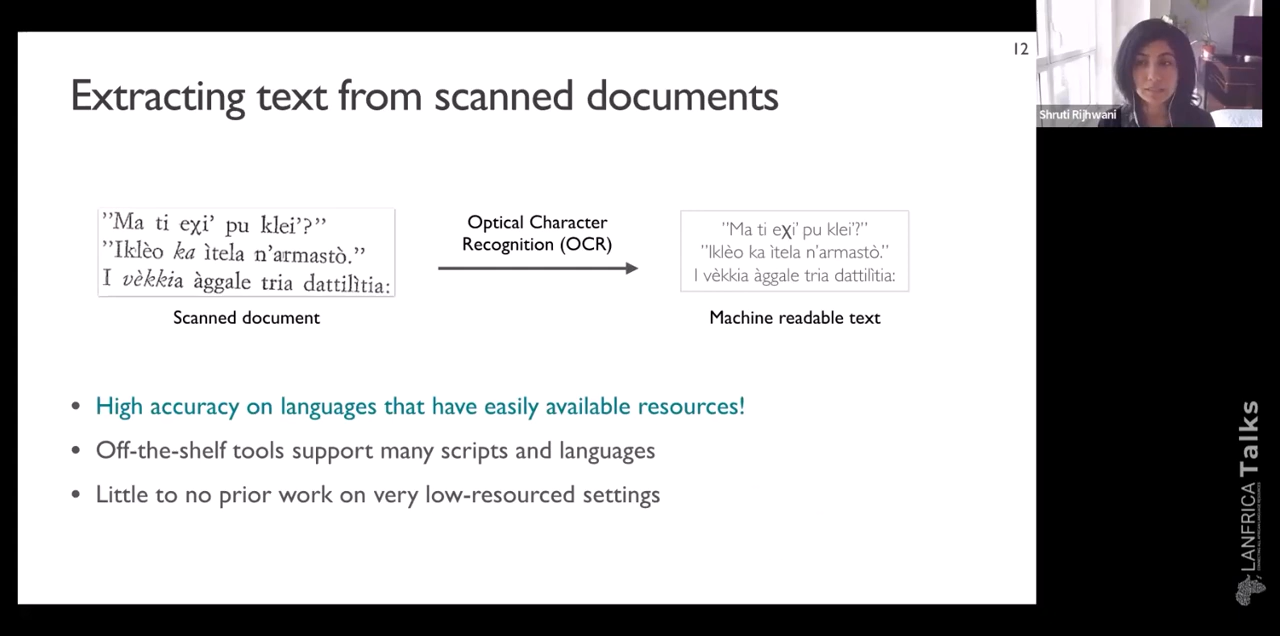 12
Extracting text from scanned documents
Shruti Rijhwani
”Ma ti eχi’ pu klei’?”
”Iklèo ka ìtela n’armastò.”
I vèkkia àggale tria dattilìtia:
Scanned document
Optical Character
Recognition (OCR)
"Ma ti eχi' pu klei'?"
"Iklèo ka ìtela n'armastò."
I vèkkia àggale tria dattilìtia:
Machine readable text
• High accuracy on languages that have easily available resources!
• Off-the-shelf tools support many scripts and languages
• Little to no prior work on very low-resourced settings
LANFRICA Talks